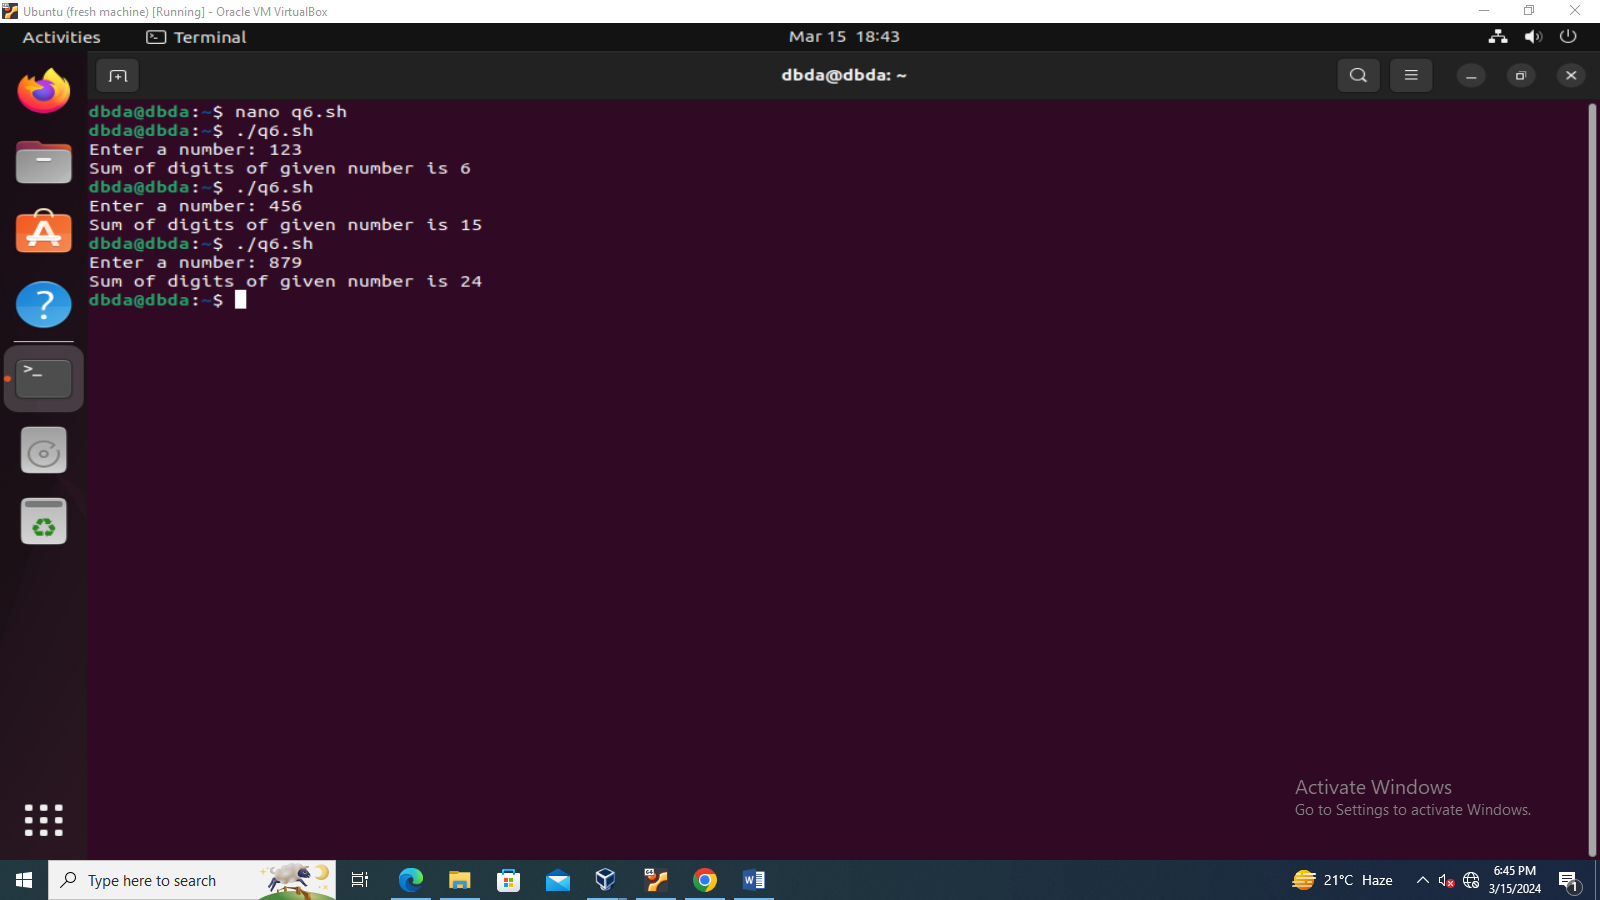 Ubuntu (fresh machine) [Running] - Oracle VM VirtualBox
Activities Terminal Mar 15 18:43
dbda@dbda: ~
dbda@dbda:~$ nano q6.sh
dbda@dbda:~$ ./q6.sh
Enter a number: 123
Sum of digits of given number is 6
dbda@dbda:~$ ./q6.sh
Enter a number: 456
Sum of digits of given number is 15
dbda@dbda:~$ ./q6.sh
Enter a number: 879
Sum of digits of given number is 24
dbda@dbda:~$
Activate Windows
Go to Settings to activate Windows.
Type here to search 21°C Haze 6:45 PM
3/15/2024 1